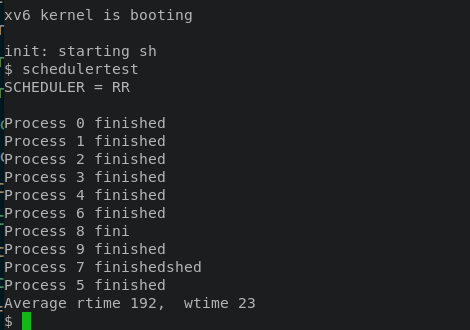 xv6 kernel is booting
init: starting sh
$ schedulertest
SCHEDULER = RR
Process 0 finished
Process 1 finished
Process 2 finished
Process 3 finished
Process 4 finished
Process 6 finished
Process 8 fini
Process 9 finished
Process 7 finishedshed
Process 5 finished
Average rtime 192,  wtime 23
$